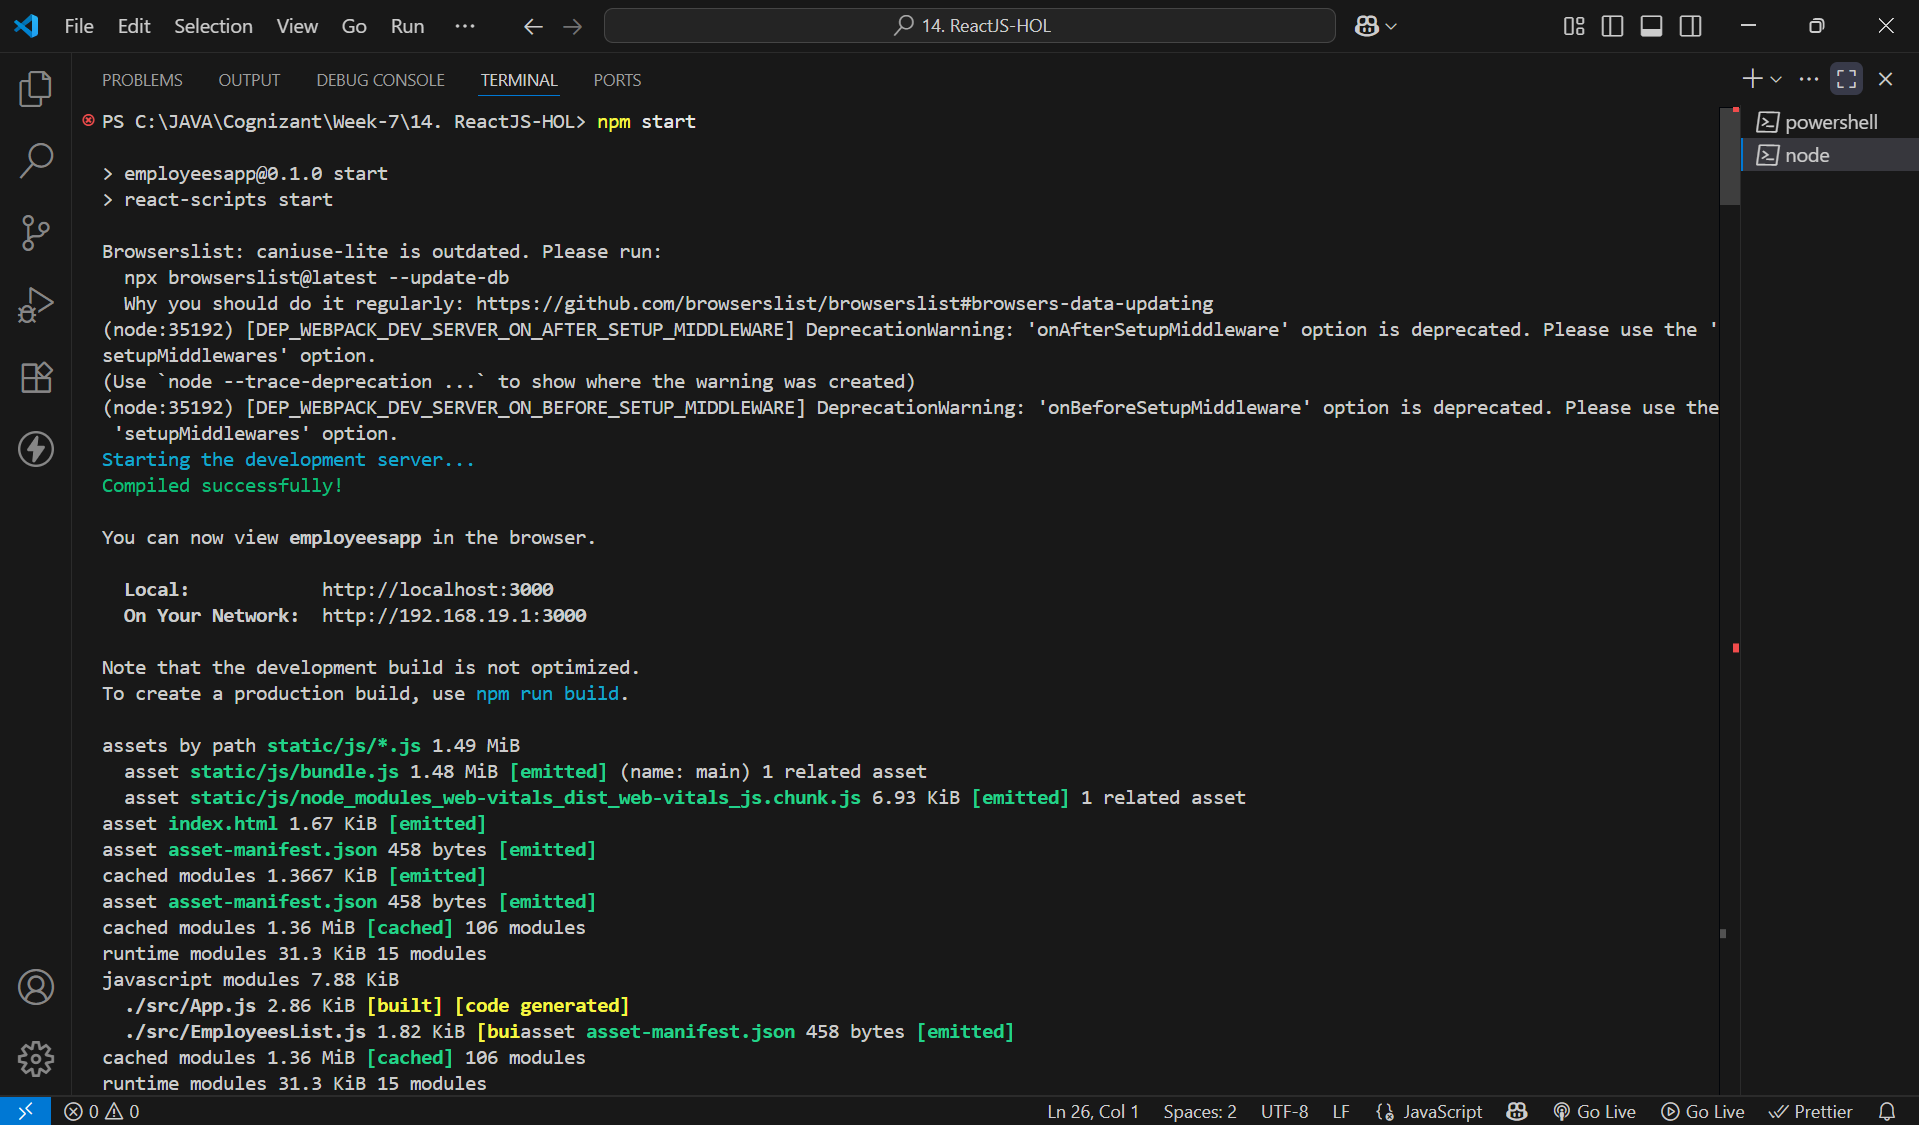 File Edit Selection View Go Run ··· 14. ReactJS-HOL
PROBLEMS OUTPUT DEBUG CONSOLE TERMINAL PORTS
PS C:\JAVA\Cognizant\Week-7\14. ReactJS-HOL> npm start
> employeesapp@0.1.0 start
> react-scripts start
Browserslist: caniuse-lite is outdated. Please run:
npx browserslist@latest --update-db
Why you should do it regularly: https://github.com/browserslist/browserslist#browsers-data-updating
(node:35192) [DEP_WEBPACK_DEV_SERVER_ON_AFTER_SETUP_MIDDLEWARE] DeprecationWarning: 'onAfterSetupMiddleware' option is deprecated. Please use the '
setupMiddlewares' option.
(Use `node --trace-deprecation ...` to show where the warning was created)
(node:35192) [DEP_WEBPACK_DEV_SERVER_ON_BEFORE_SETUP_MIDDLEWARE] DeprecationWarning: 'onBeforeSetupMiddleware' option is deprecated. Please use the
'setupMiddlewares' option.
Starting the development server...
Compiled successfully!
You can now view employeesapp in the browser.
Local: http://localhost:3000
On Your Network: http://192.168.19.1:3000
Note that the development build is not optimized.
To create a production build, use npm run build.
assets by path static/js/*.js 1.49 MiB
asset static/js/bundle.js 1.48 MiB [emitted] (name: main) 1 related asset
asset static/js/node_modules_web-vitals_dist_web-vitals_js.chunk.js 6.93 KiB [emitted] 1 related asset
asset index.html 1.67 KiB [emitted]
asset asset-manifest.json 458 bytes [emitted]
cached modules 1.3667 KiB [emitted]
asset asset-manifest.json 458 bytes [emitted]
cached modules 1.36 MiB [cached] 106 modules
runtime modules 31.3 KiB 15 modules
javascript modules 7.88 KiB
./src/App.js 2.86 KiB [built] [code generated]
./src/EmployeesList.js 1.82 KiB [buiasset asset-manifest.json 458 bytes [emitted]
cached modules 1.36 MiB [cached] 106 modules
runtime modules 31.3 KiB 15 modules
powershell
node
0 0 Ln 26, Col 1 Spaces: 2 UTF-8 LF JavaScript Go Live Go Live Prettier